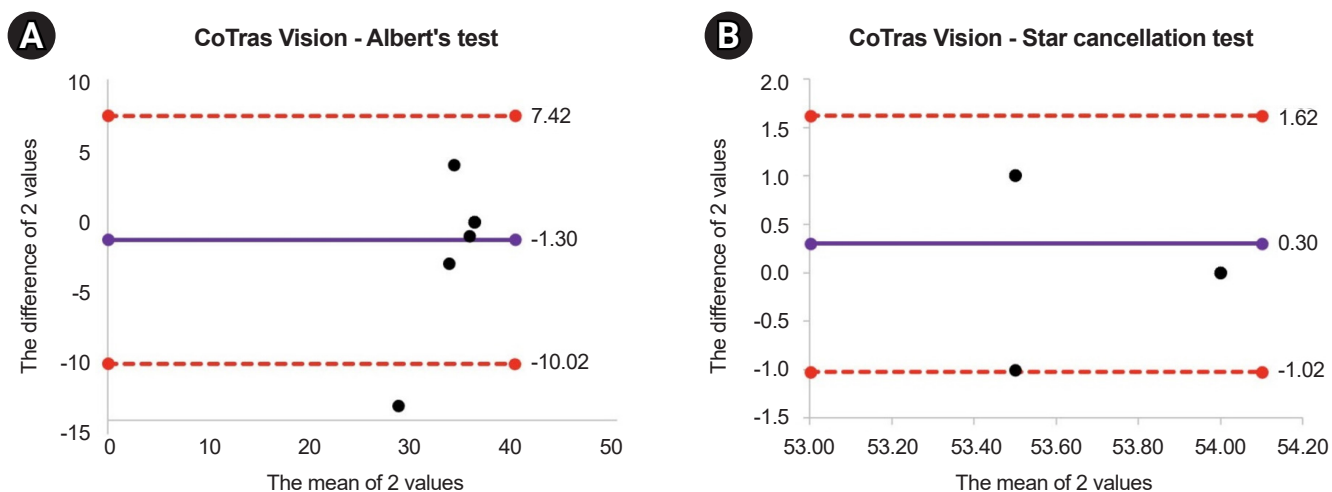 A
CoTras Vision - Albert's test
The difference of 2 values
10
5
0
-5
-10
-15
7.42
-1.30
-10.02
0 10 20 30 40 50
The mean of 2 values
B
CoTras Vision - Star cancellation test
The difference of 2 values
2.0
1.5
1.0
0.5
0.0
-0.5
-1.0
-1.5
1.62
0.30
-1.02
53.00 53.20 53.40 53.60 53.80 54.00 54.20
The mean of 2 values